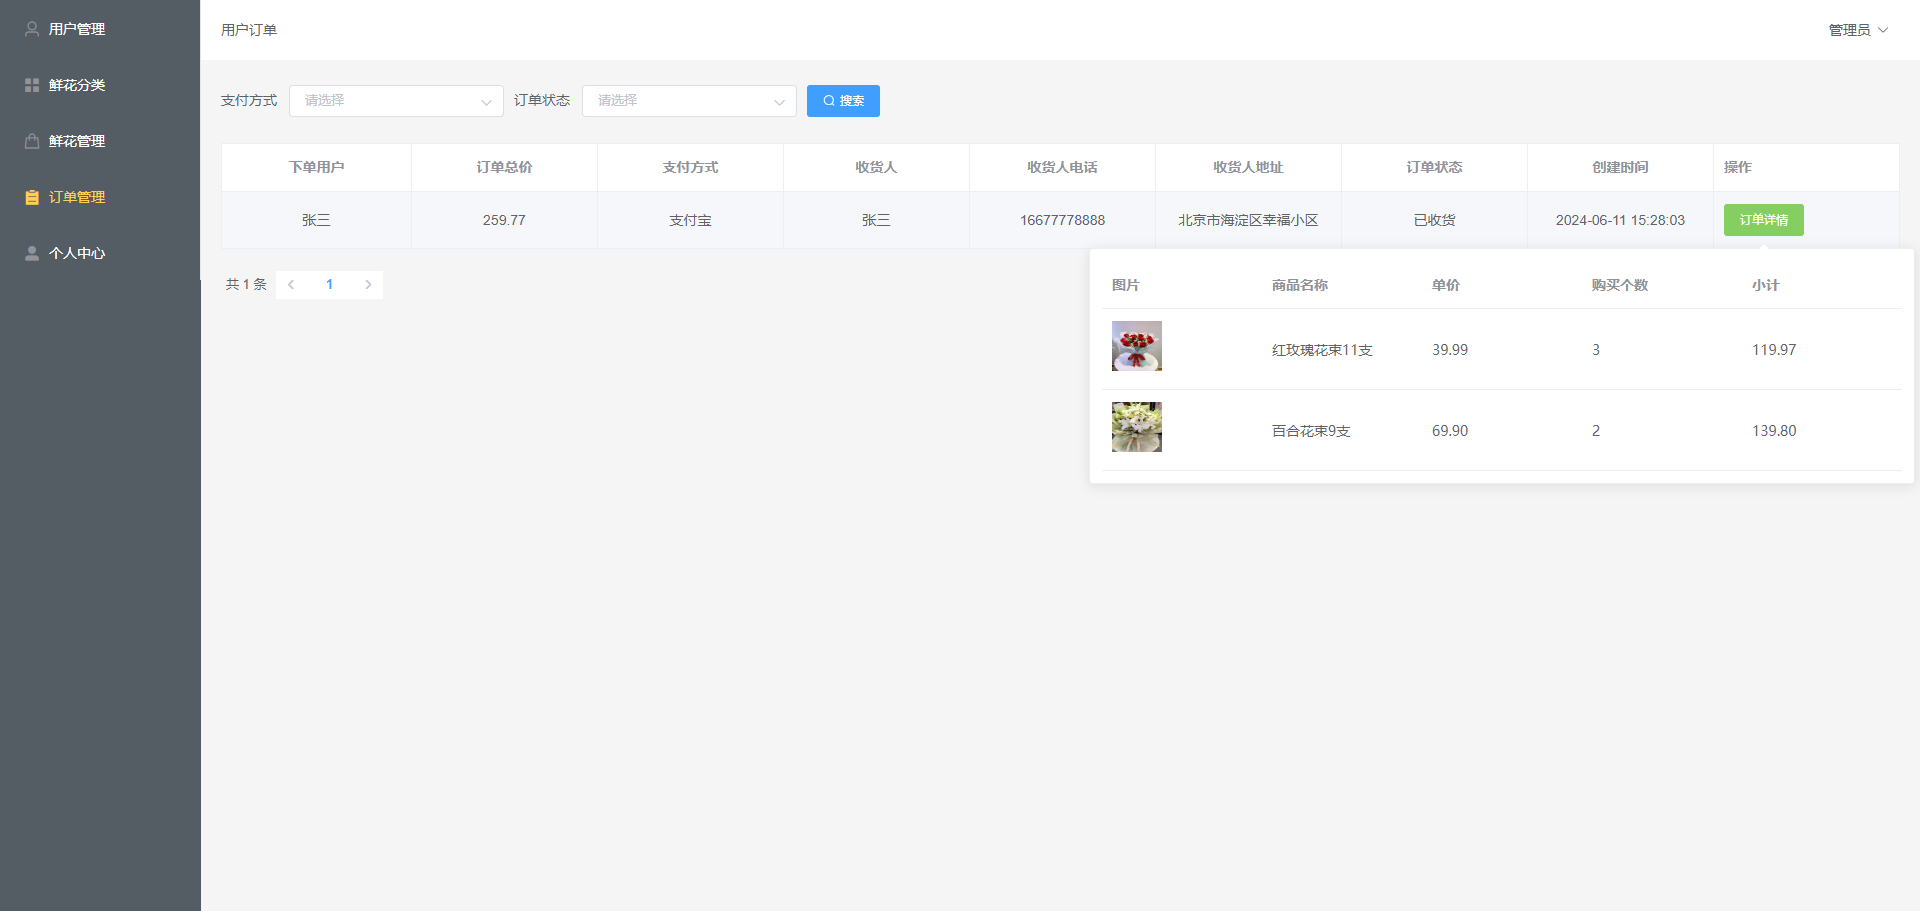 用户管理
鲜花分类
鲜花管理
订单管理
个人中心
用户订单
管理员
支付方式 请选择 订单状态 请选择 搜索
下单用户 订单总价 支付方式 收货人 收货人电话 收货人地址 订单状态 创建时间 操作
张三 259.77 支付宝 张三 16677778888 北京市海淀区幸福小区 已收货 2024-06-11 15:28:03 订单详情
共 1 条 1
图片 商品名称 单价 购买个数 小计
红玫瑰花束11支 39.99 3 119.97
百合花束9支 69.90 2 139.80